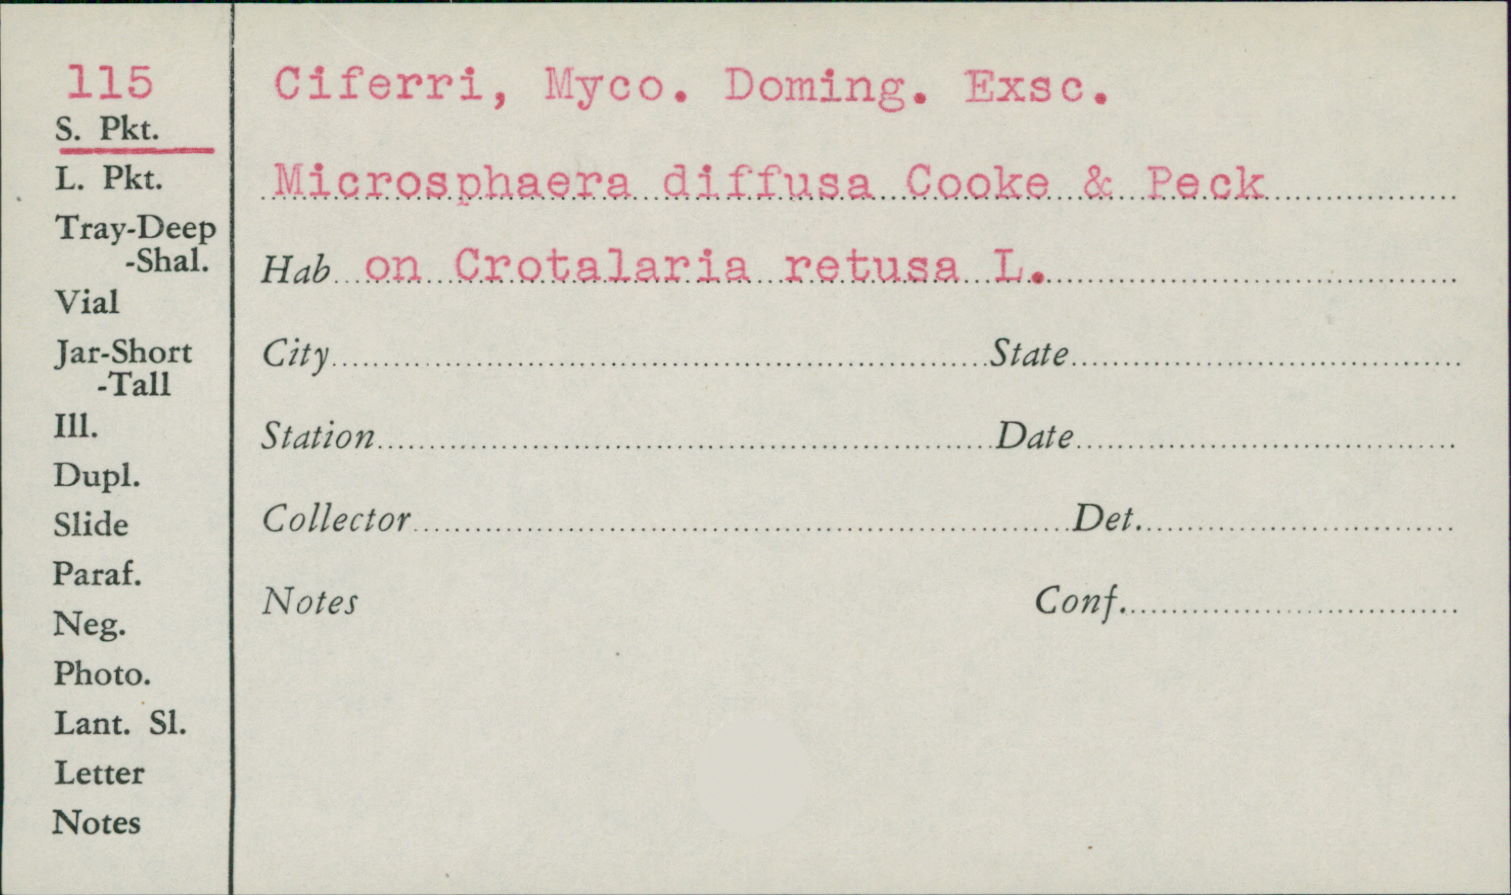 115
S. Pkt.
L. Pkt.
Tray-Deep
-Shal.
Vial
Jar-Short
-Tall
Ill.
Dupl.
Slide
Paraf.
Neg.
Photo.
Lant. Sl.
Letter
Notes
Ciferri, Myco. Doming. Exsc.
Microsphaera diffusa Cooke & Peck
Hab on Crotalaria retusa L.
City State
Station Date
Collector Det.
Notes Conf.